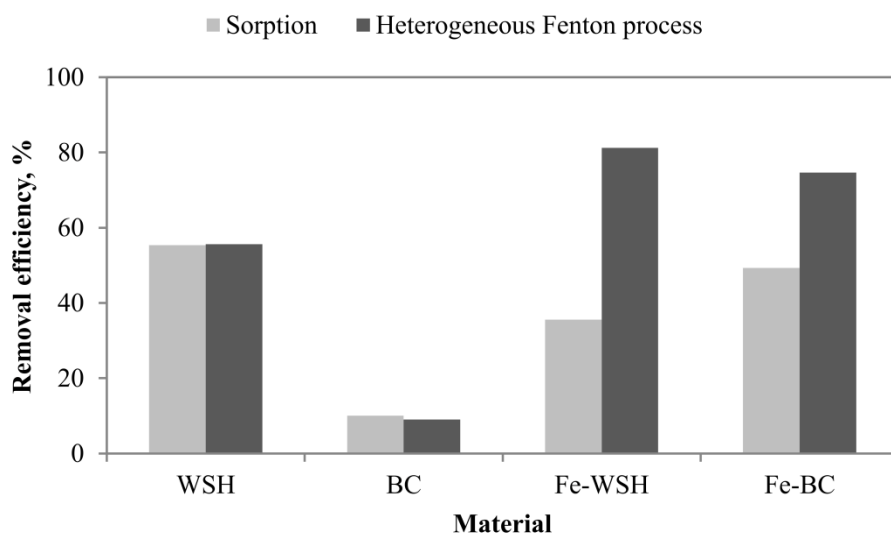 Sorption Heterogeneous Fenton process
100
80
60
40
20
0
Removal efficiency, %
WSH BC Fe-WSH Fe-BC
Material